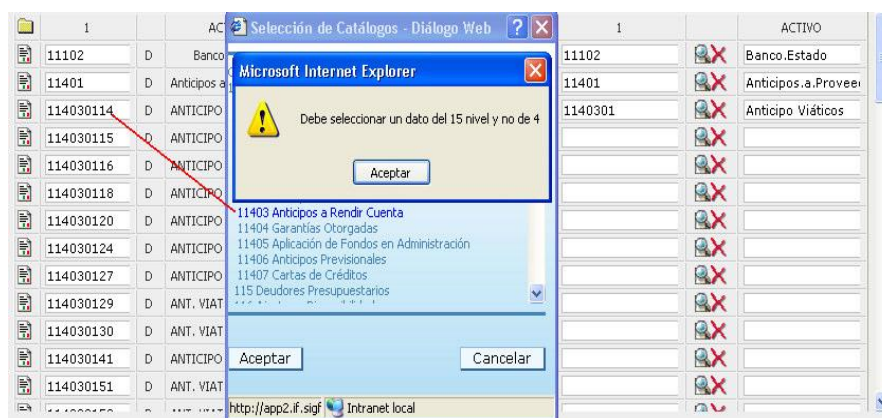 1 AC Selección de Catálogos - Diálogo Web 1 ACTIVO
11102 D Banco 11102 Banco.Estado
Microsoft Internet Explorer
11401 D Anticipos a 11401 Anticipos.a.Provee
114030114 D ANTICIPO 1140301 Anticipo Viáticos
Debe seleccionar un dato del 15 nivel y no de 4
114030115 D ANTICIPO
114030116 D ANTICIPO
Aceptar
114030118 D ANTICIPO
11403 Anticipos a Rendir Cuenta
114030120 D ANTICIPO
11404 Garantías Otorgadas
11405 Aplicación de Fondos en Administración
114030124 D ANTICIPO
11406 Anticipos Previsionales
114030127 D ANTICIPO
11407 Cartas de Créditos
115 Deudores Presupuestarios
114030129 D ANT. VIAT
114030130 D ANT. VIAT
114030141 D ANTICIPO
Aceptar Cancelar
114030151 D ANT. VIAT
http://app2.if.sigf Intranet local